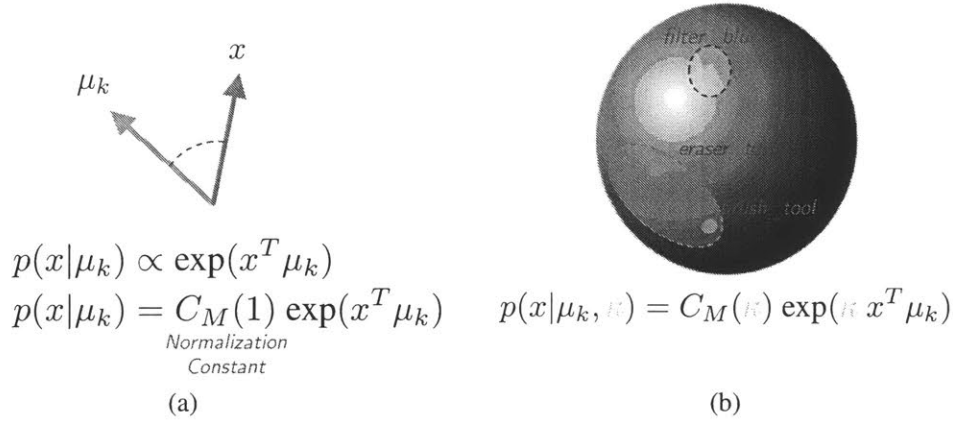 x
μ_k
p(x|μ_k) ∝ exp(x^T μ_k)
p(x|μ_k) = C_M(1) exp(x^T μ_k)
Normalization
Constant
(a)
filter
eraser
tool
p(x|μ_k, κ) = C_M(κ) exp(κ x^T μ_k)
(b)